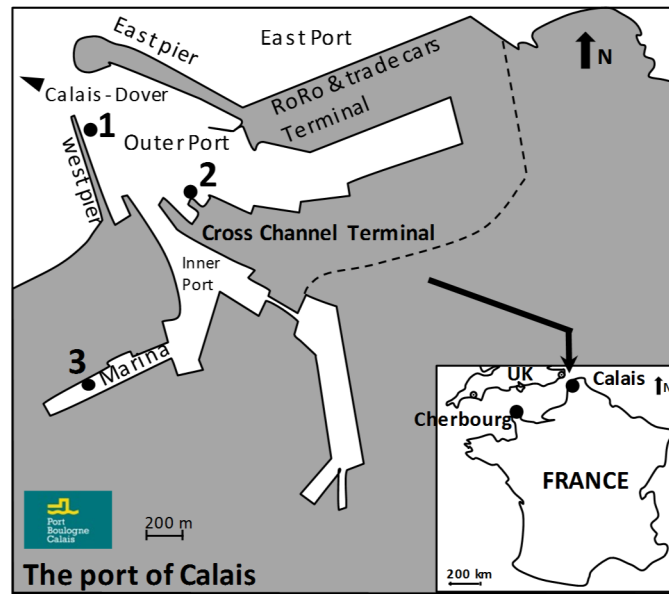 East pier
East Port
N
RoRo & trade cars
Terminal
Calais-Dover
1
Outer Port
west pier
2
Cross Channel Terminal
Inner
Port
3
Marina
UK
Calais
N
Cherbourg
FRANCE
Port
Boulogne
Calais
200 m
200 km
The port of Calais